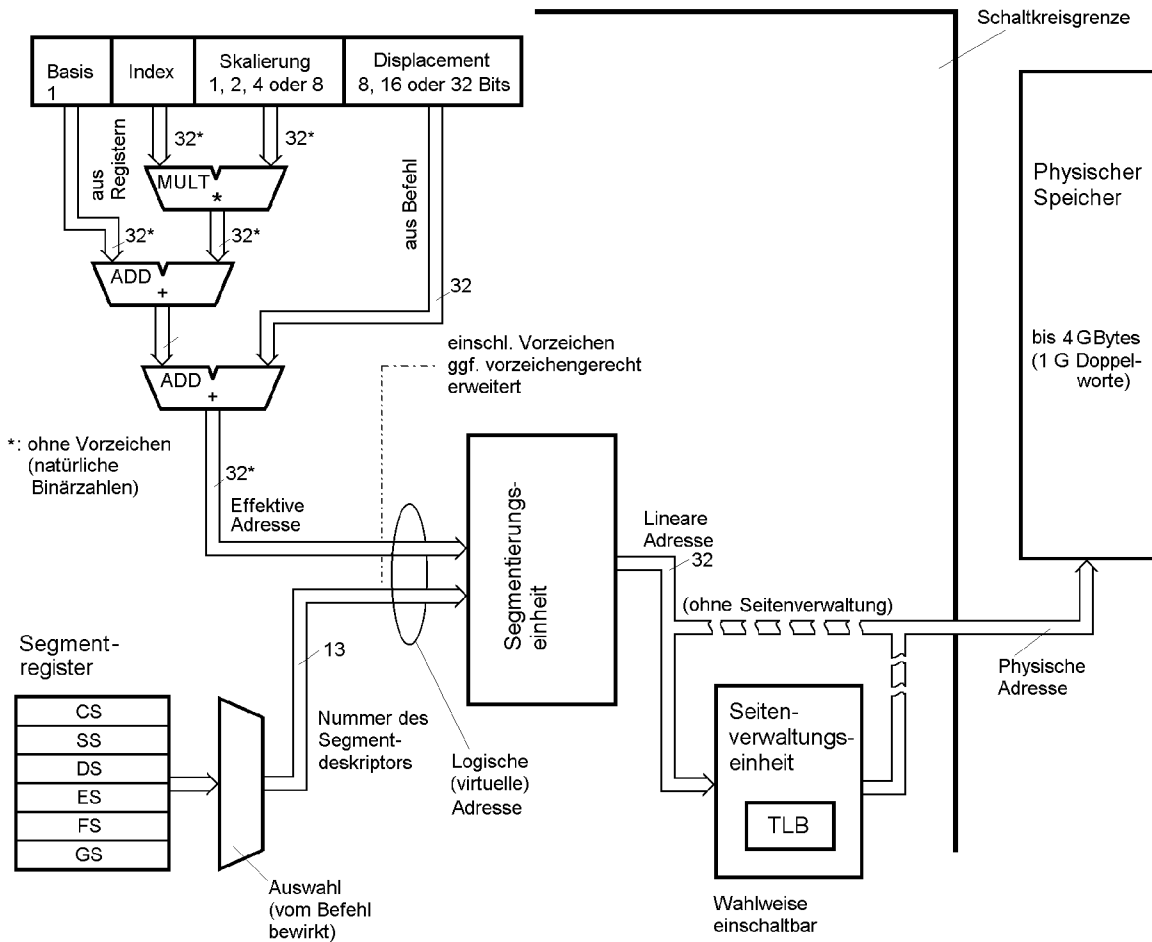 Schaltkreisgrenze
Basis
1
Index
Skalierung
1, 2, 4 oder 8
Displacement
8, 16 oder 32 Bits
32*
32*
aus
Registern
MULT
*
aus Befehl
32*
32*
ADD
+
32
ADD
+
einschl. Vorzeichen
ggf. vorzeichengerecht
erweitert
*: ohne Vorzeichen
(natürliche
Binärzahlen)
32*
Effektive
Adresse
Segmentierungs
einheit
Lineare
Adresse
32
(ohne Seitenverwaltung)
Physischer
Speicher
bis 4 GBytes
(1 G Doppel-
worte)
Physische
Adresse
Segment-
register
CS
SS
DS
ES
FS
GS
13
Nummer des
Segment-
deskriptors
Logische
(virtuelle)
Adresse
Seiten-
verwaltungs-
einheit
TLB
Auswahl
(vom Befehl
bewirkt)
Wahlweise
einschaltbar